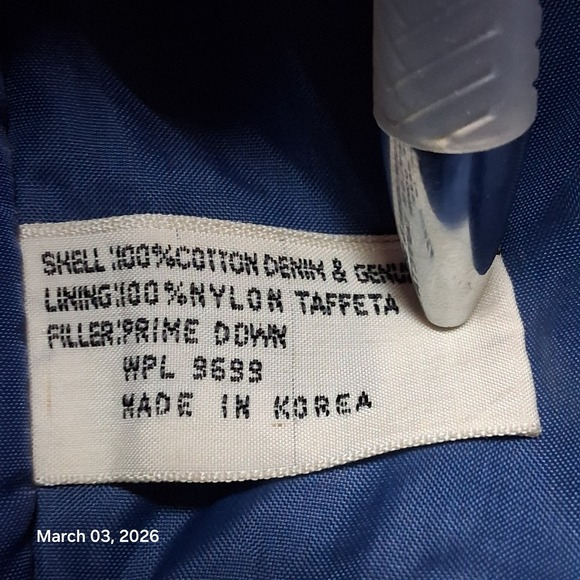 SHELL:100%COTTON DENIM & GENU
LINING:100%NYLON TAFFETA
FILLER:PRIME DOWN
WPL 9699
MADE IN KOREA
March 03, 2026